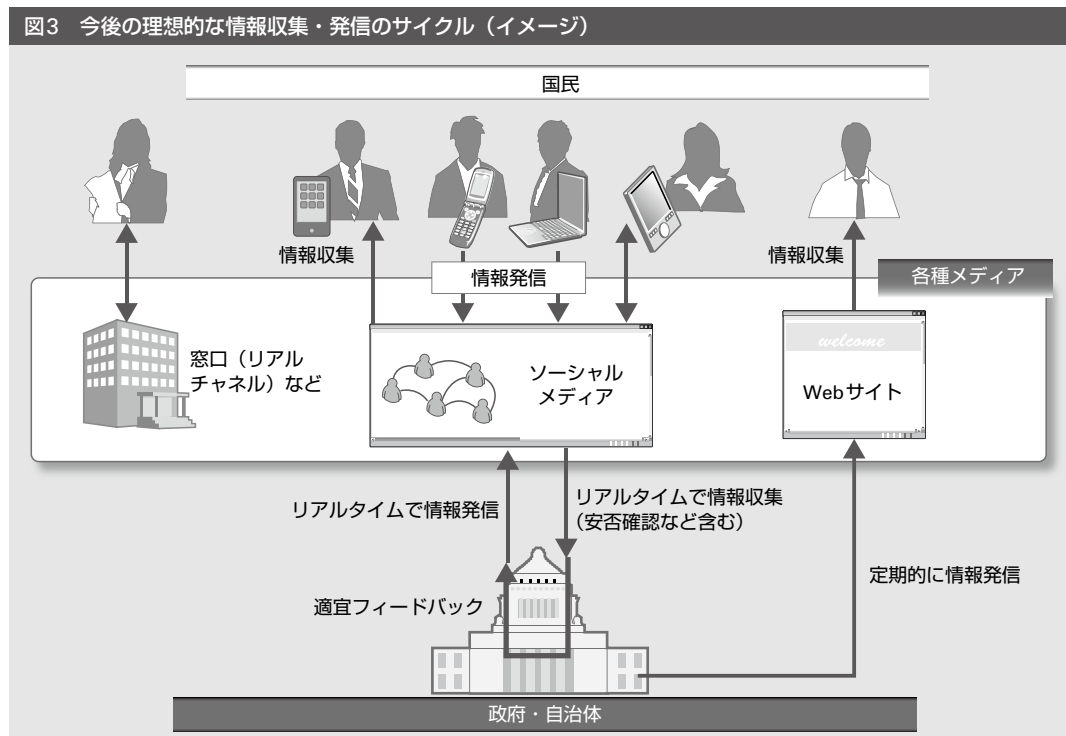 図3　今後の理想的な情報収集・発信のサイクル（イメージ）
国民
情報収集
情報発信
情報収集
各種メディア
窓口（リアル
チャネル）など
ソーシャル
メディア
welcome
Webサイト
リアルタイムで情報発信
リアルタイムで情報収集
（安否確認など含む）
定期的に情報発信
適宜フィードバック
政府・自治体